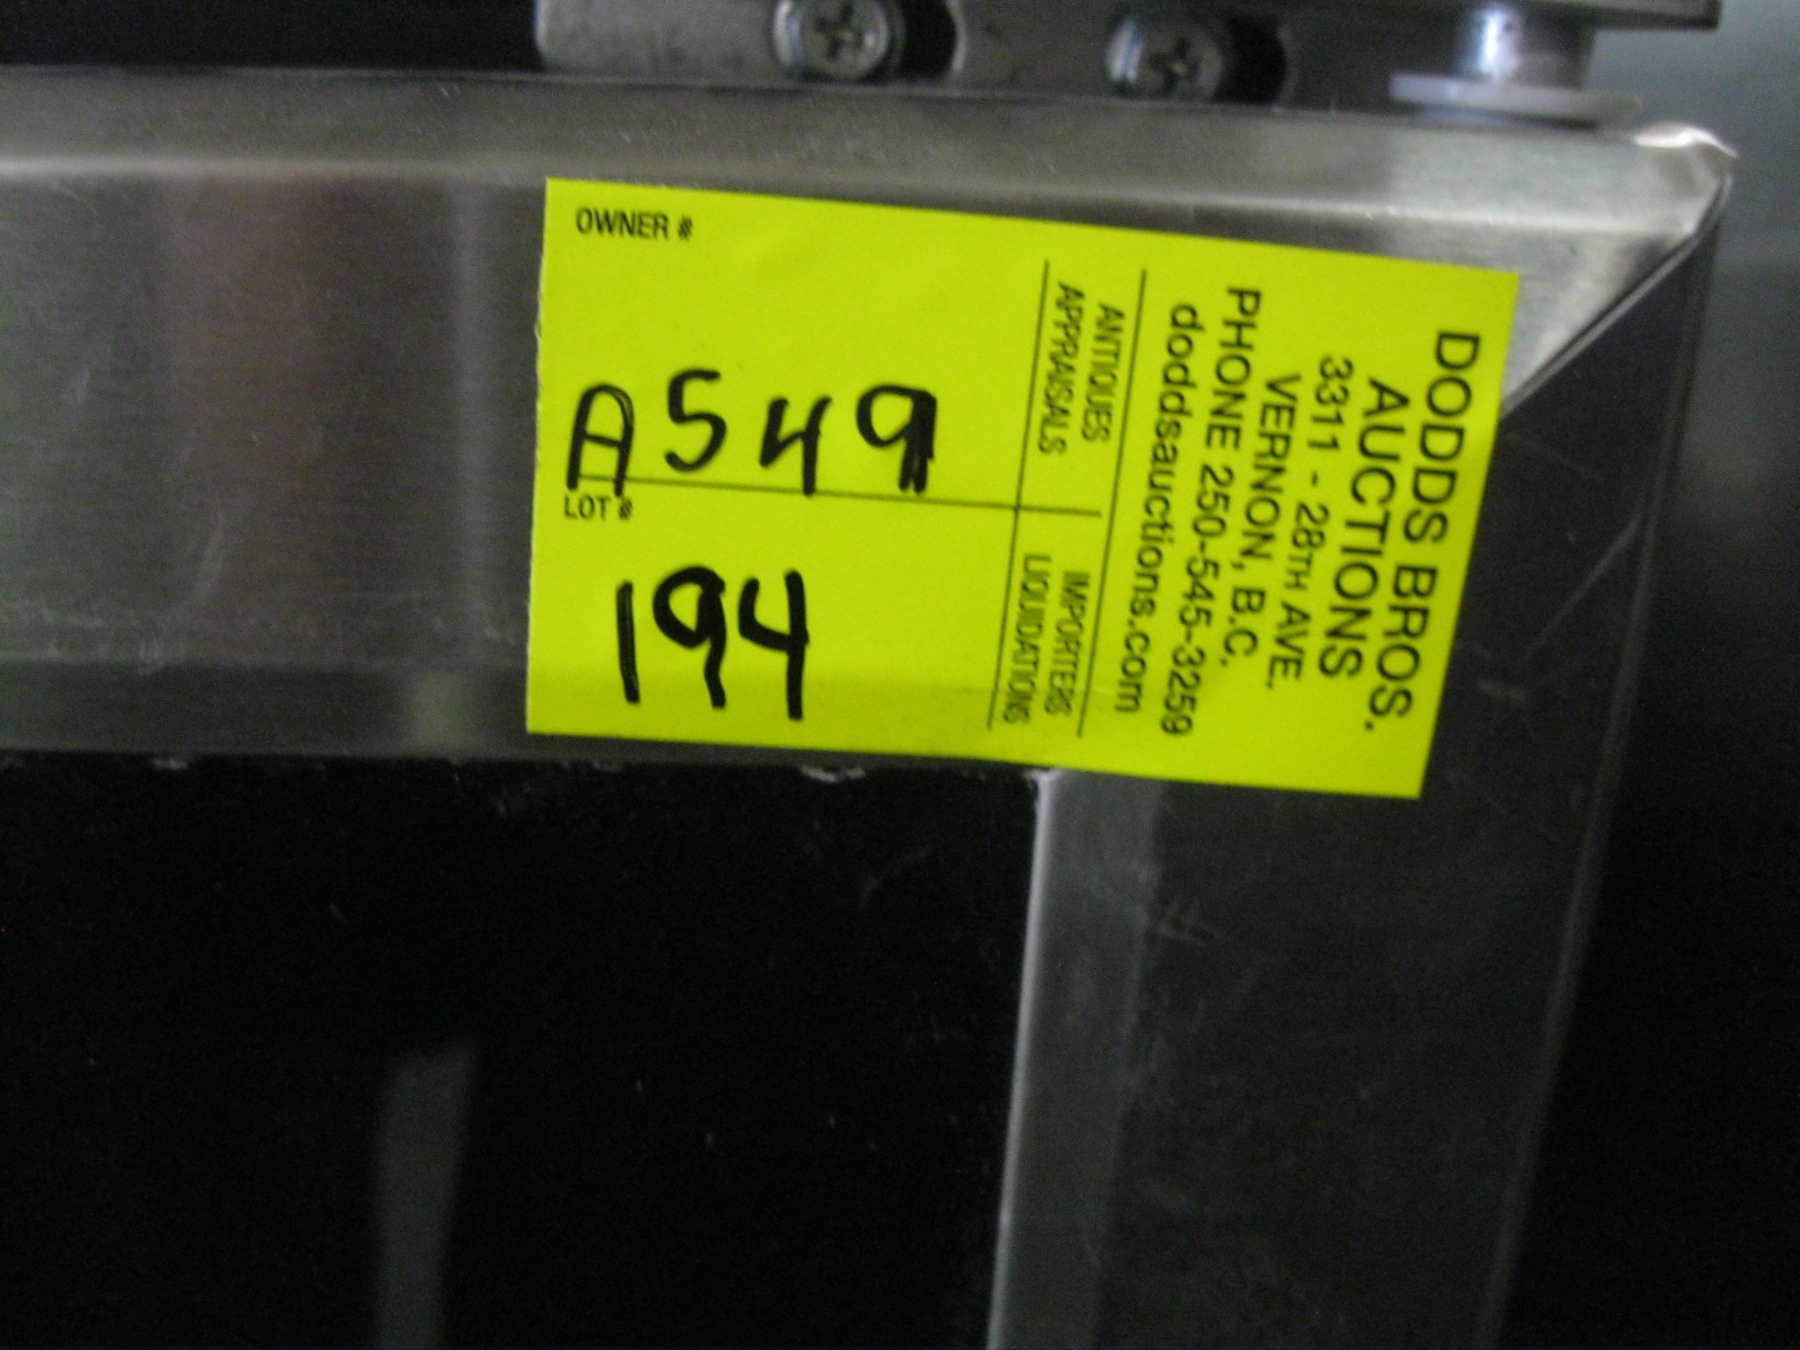 OWNER #
A549
LOT #
194
DODDS BROS.
AUCTIONS
3311 - 28TH AVE.
VERNON, B.C.
PHONE 250-545-3259
doddsauctions.com
ANTIQUES
APPRAISALS
IMPORTERS
LIQUIDATIONS